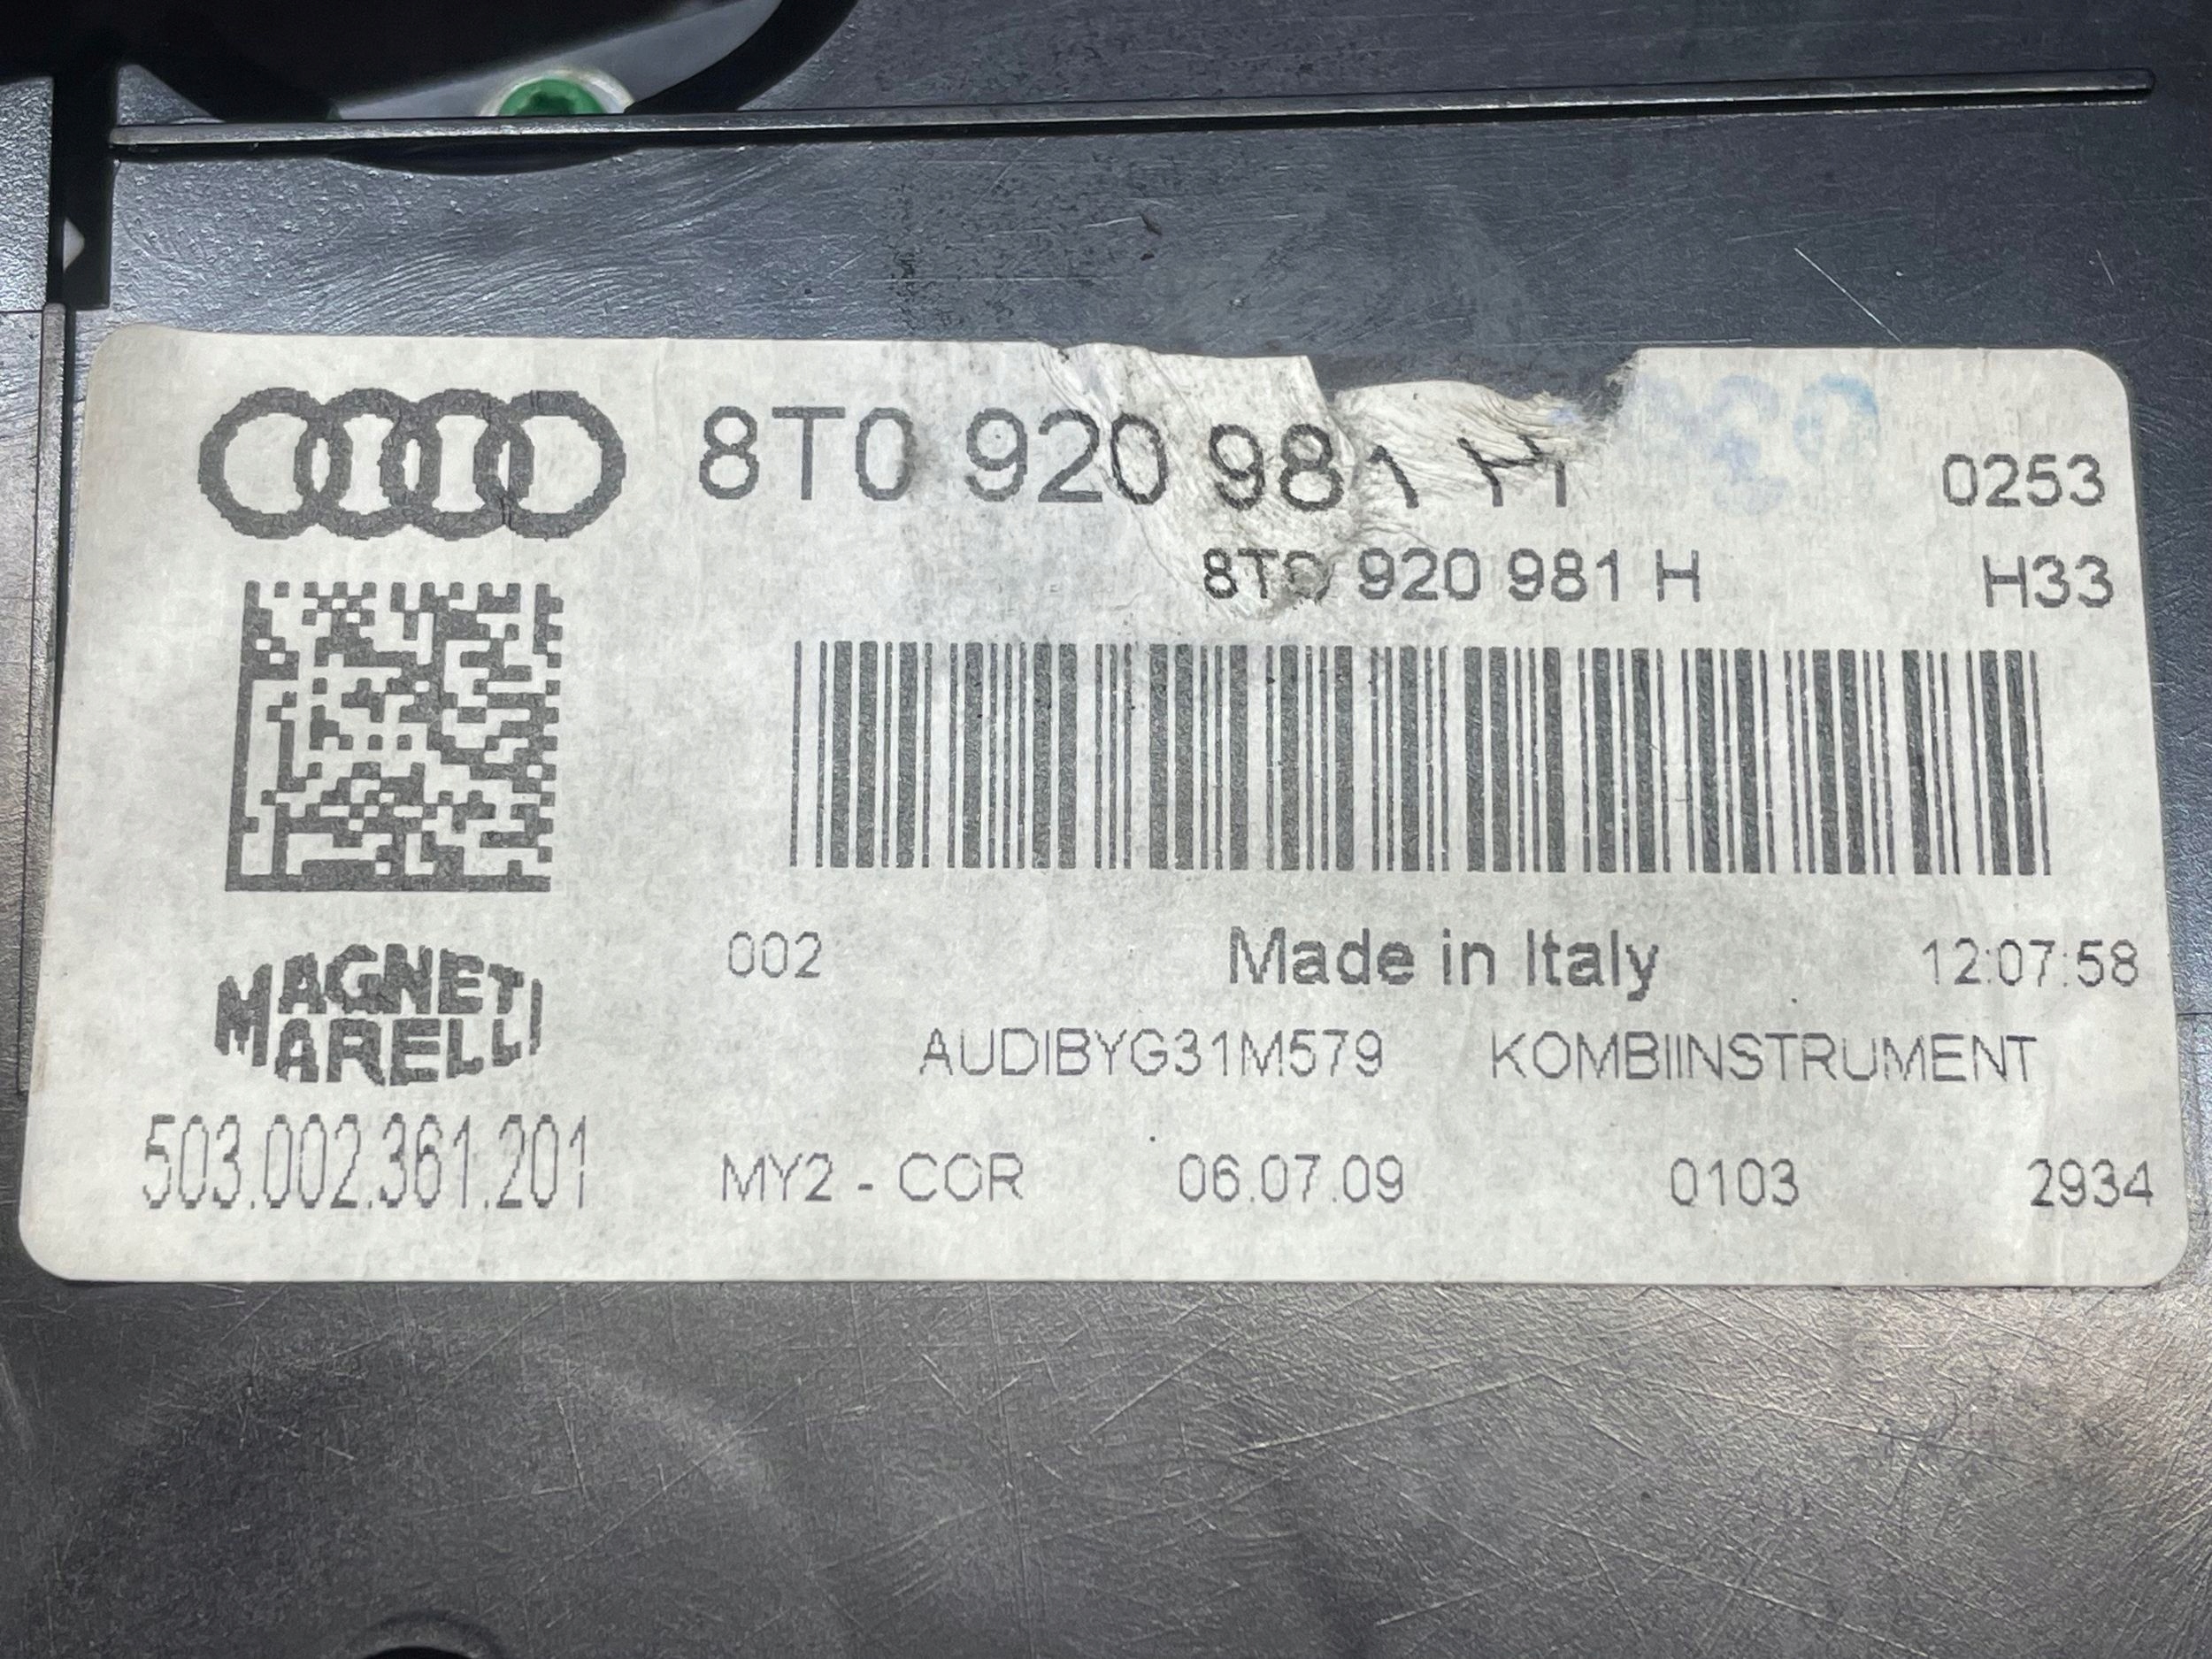 8T0 920 981 H
0253
8T0 920 981 H
H33
002 Made in Italy 12:07:58
MAGNETI
MARELLI
AUDIBYG31M579 KOMBIINSTRUMENT
503.002.361.201
MY2 - COR 06.07.09 0103 2934